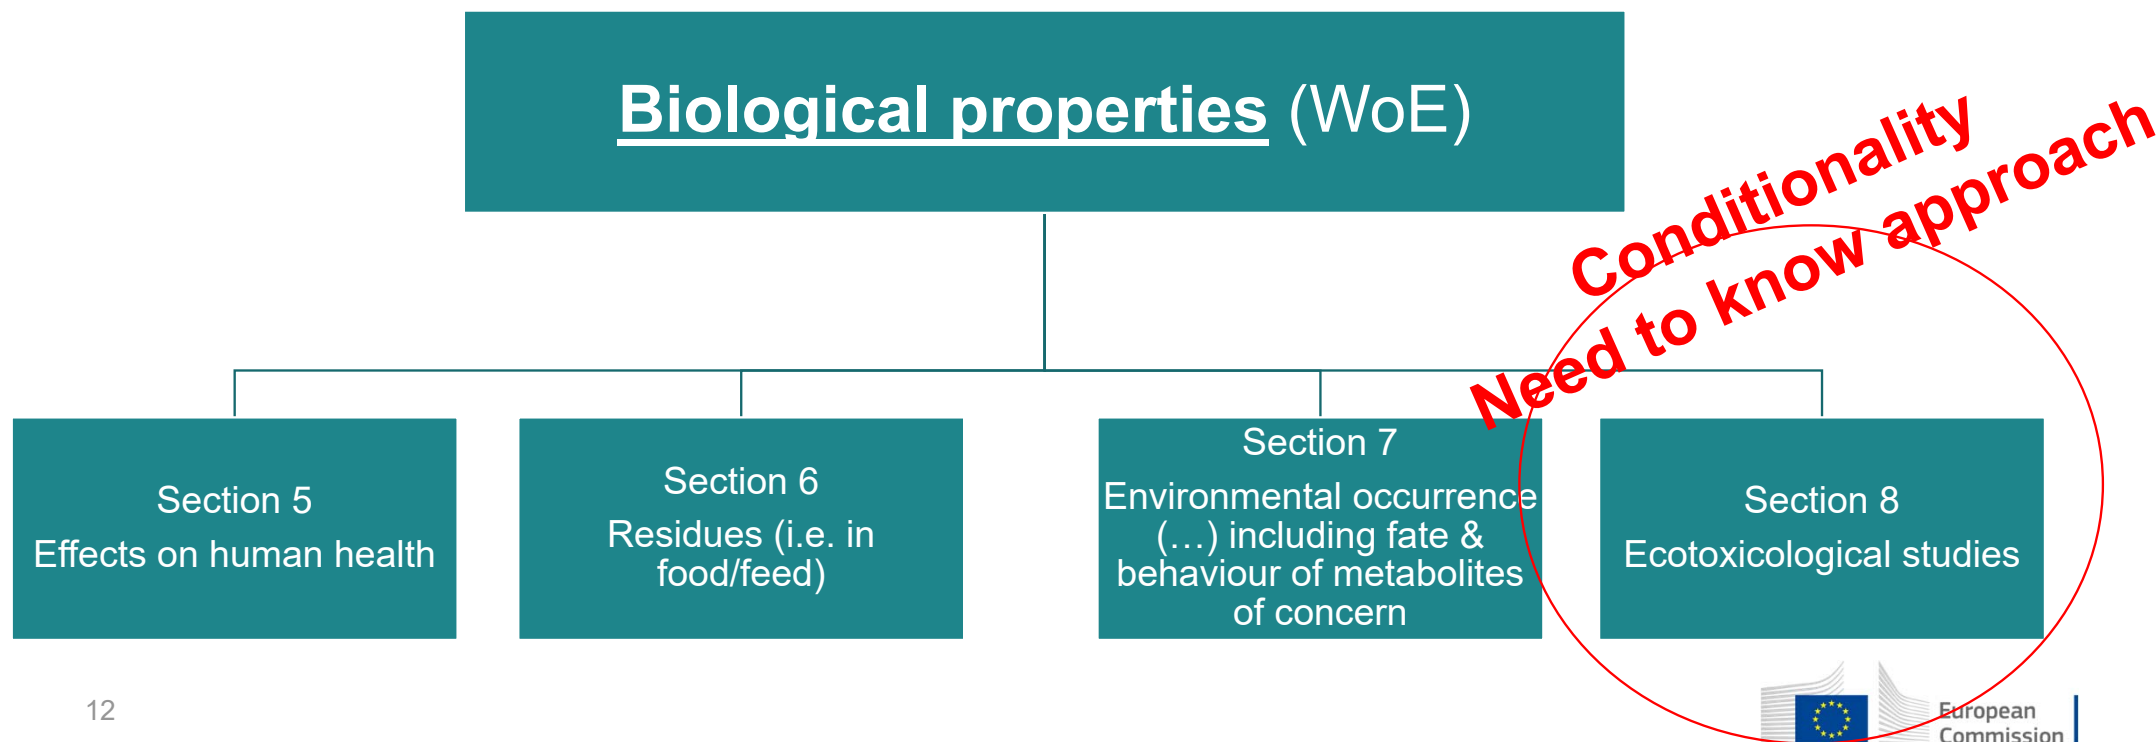 Biological properties (WoE)
Conditionality
Need to know approach
Section 5
Effects on human health
Section 6
Residues (i.e. in
food/feed)
Section 7
Environmental occurrence
(…) including fate &
behaviour of metabolites
of concern
Section 8
Ecotoxicological studies
12
European
Commission